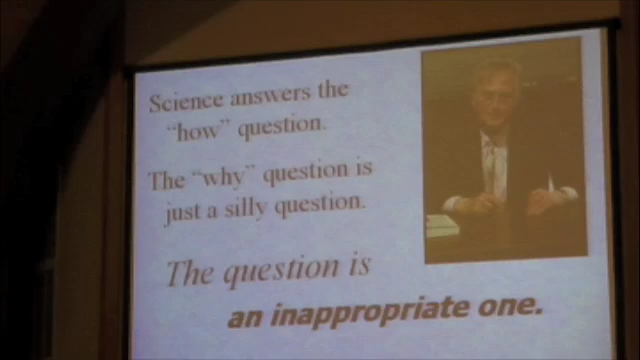 Science answers the
"how" question.
The "why" question is
just a silly question.
The question is
an inappropriate one.